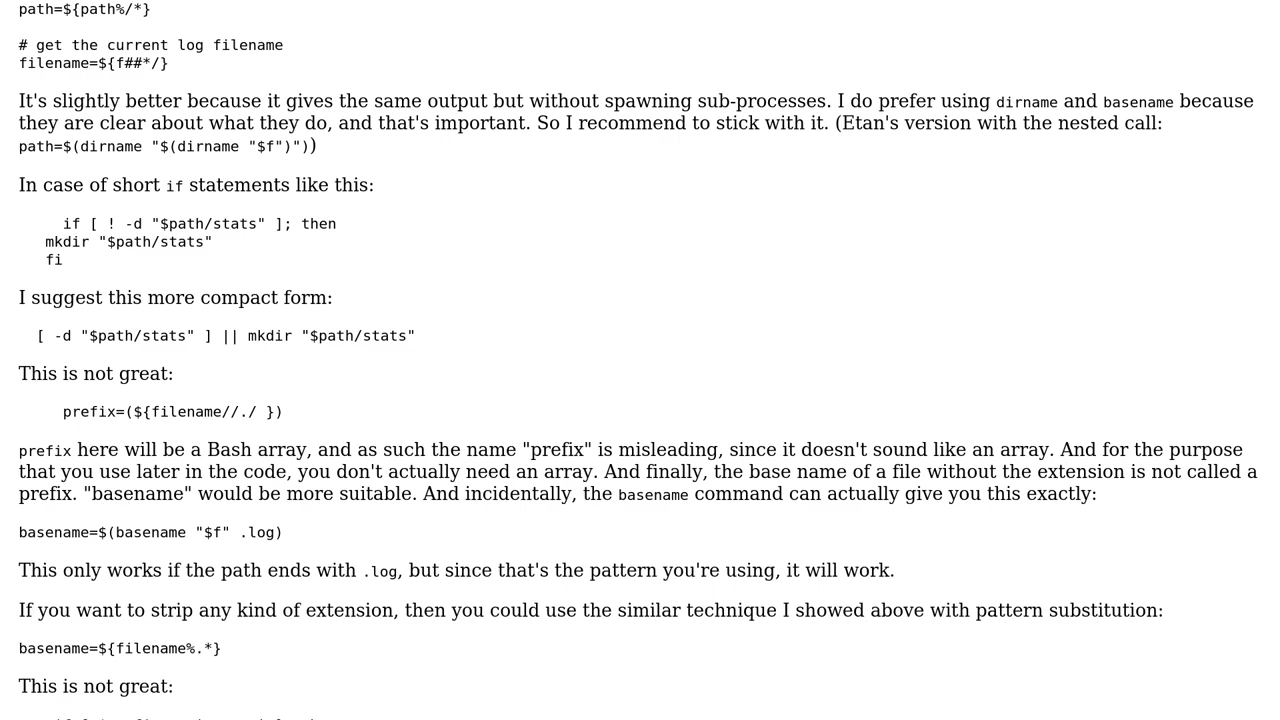 path=${path%/*}
# get the current log filename
filename=${f##*/}
It's slightly better because it gives the same output but without spawning sub-processes. I do prefer using dirname and basename because
they are clear about what they do, and that's important. So I recommend to stick with it. (Etan's version with the nested call:
path=$(dirname "$(dirname "$f")"))
In case of short if statements like this:
if [ ! -d "$path/stats" ]; then
mkdir "$path/stats"
fi
I suggest this more compact form:
[ -d "$path/stats" ] || mkdir "$path/stats"
This is not great:
prefix=(${filename//./ })
prefix here will be a Bash array, and as such the name "prefix" is misleading, since it doesn't sound like an array. And for the purpose
that you use later in the code, you don't actually need an array. And finally, the base name of a file without the extension is not called a
prefix. "basename" would be more suitable. And incidentally, the basename command can actually give you this exactly:
basename=$(basename "$f" .log)
This only works if the path ends with .log, but since that's the pattern you're using, it will work.
If you want to strip any kind of extension, then you could use the similar technique I showed above with pattern substitution:
basename=${filename%.*}
This is not great: